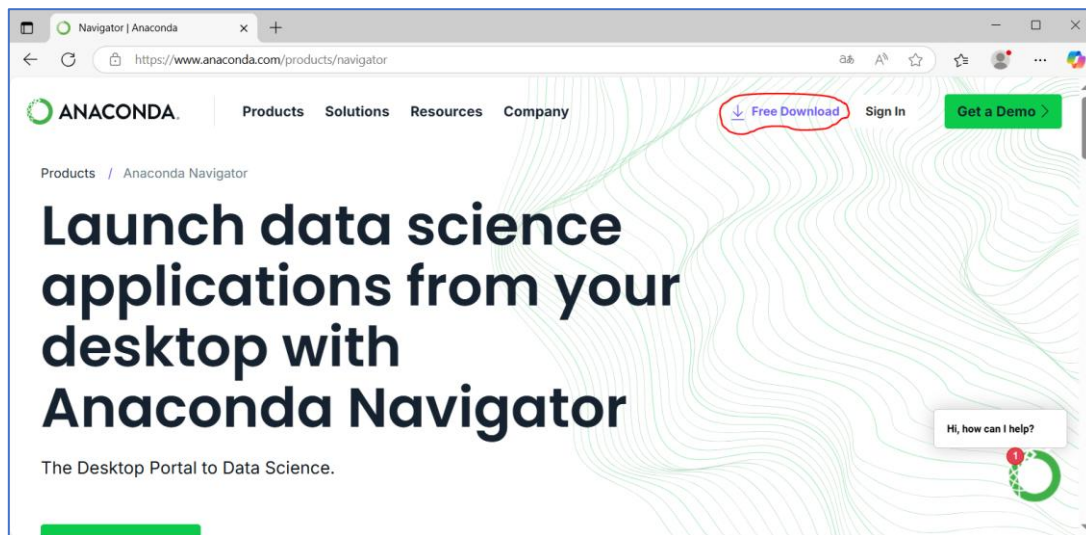 Navigator | Anaconda
https://www.anaconda.com/products/navigator
ANACONDA.
Products Solutions Resources Company
Free Download
Sign In
Get a Demo
Products / Anaconda Navigator
Launch data science
applications from your
desktop with
Anaconda Navigator
The Desktop Portal to Data Science.
Hi, how can I help?
1